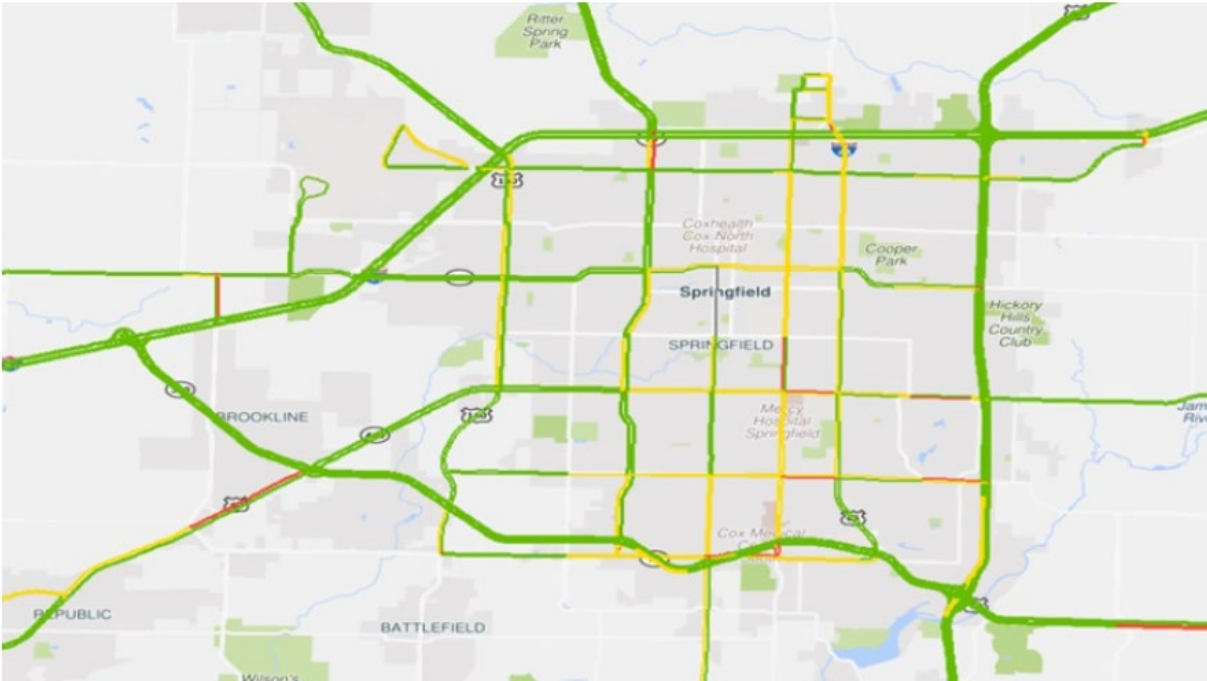 Ritter
Spring
Park
Coxhealth
Cox North
Hospital
Cooper
Park
Springfield
Hickory
Hills
Country
Club
SPRINGFIELD
BROOKLINE
Mercy
Hospital
Springfield
Cox Medical
REPUBLIC
BATTLEFIELD
Wilson's